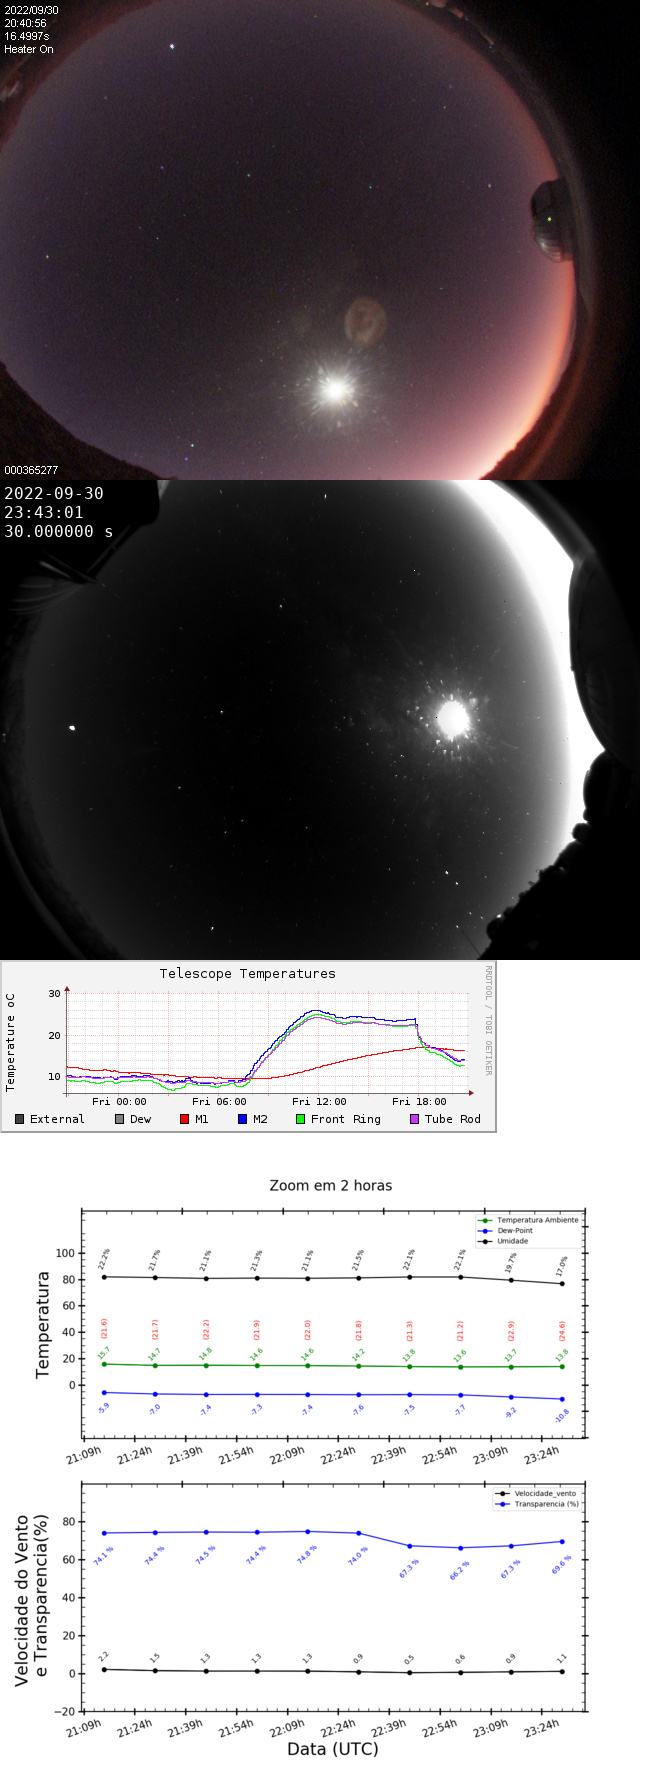 2022/09/30
20:40:56
16.4997s
Heater On
000365277
2022-09-30
23:43:01
30.000000 s
Telescope Temperatures
RRDTOOL / TOBI OETIKER
Temperature oC
30
20
10
Fri 00:00 Fri 06:00 Fri 12:00 Fri 18:00
External Dew M1 M2 Front Ring Tube Rod
Zoom em 2 horas
Temperatura Ambiente
Dew-Point
Umidade
Temperatura
100
80
60
40
20
0
22.2% 21.7% 21.1% 21.3% 21.1% 21.5% 22.1% 22.1% 19.7% 17.0%
(21.6) (21.7) (22.2) (21.9) (22.0) (21.8) (21.3) (21.2) (22.9) (24.6)
15.7 14.7 14.8 14.6 14.6 14.2 13.8 13.6 13.7 13.8
-5.9 -7.0 -7.4 -7.3 -7.4 -7.6 -7.5 -7.7 -9.2 -10.8
21:09h 21:24h 21:39h 21:54h 22:09h 22:24h 22:39h 22:54h 23:09h 23:24h
Velocidade_vento
Transparencia (%)
Velocidade do Vento
e Transparencia(%)
80
60
40
20
0
−20
74.1 % 74.4 % 74.5 % 74.4 % 74.8 % 74.0 % 67.3 % 66.2 % 67.3 % 69.6 %
2.2 1.5 1.3 1.3 1.3 0.9 0.5 0.6 0.9 1.1
21:09h 21:24h 21:39h 21:54h 22:09h 22:24h 22:39h 22:54h 23:09h 23:24h
Data (UTC)